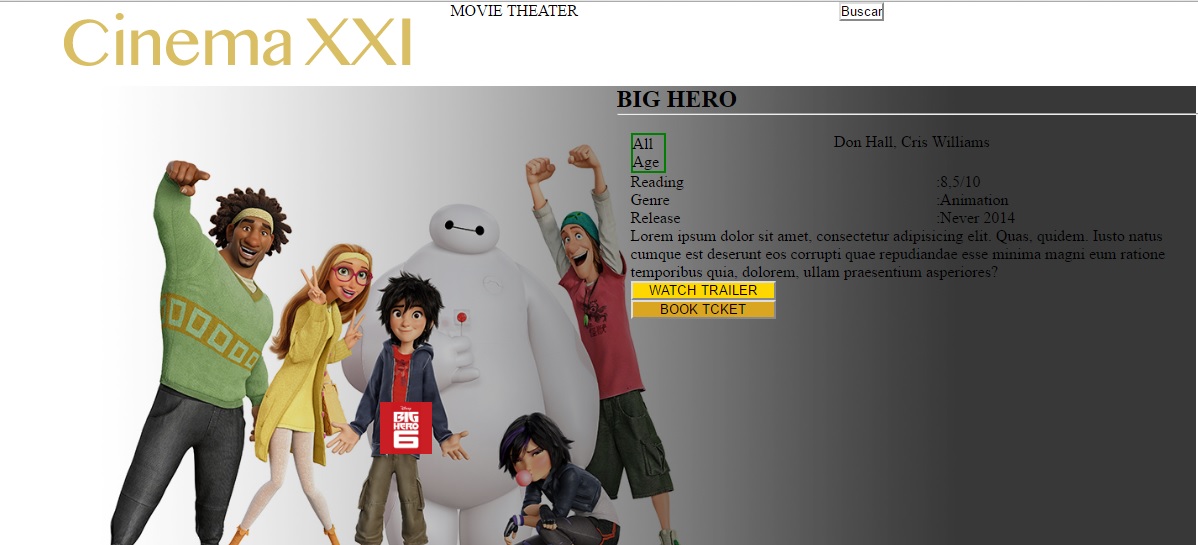 Cinema XXI
MOVIE THEATER
Buscar
BIG HERO
All
Age
Don Hall, Cris Williams
Reading :8,5/10
Genre :Animation
Release :Never 2014
Lorem ipsum dolor sit amet, consectetur adipisicing elit. Quas, quidem. Iusto natus
cumque est deserunt eos corrupti quae repudiandae esse minima magni eum ratione
temporibus quia, dolorem, ullam praesentium asperiores?
WATCH TRAILER
BOOK TCKET
Disney
BIG
HERO
6